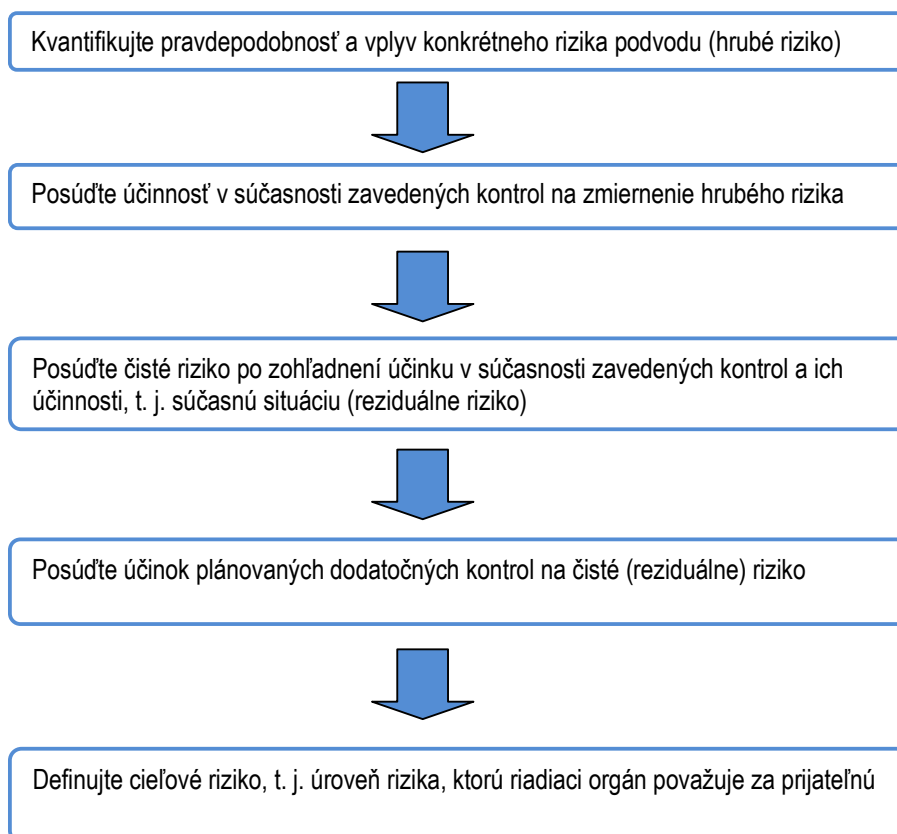 Kvantifikujte pravdepodobnosť a vplyv konkrétneho rizika podvodu (hrubé riziko)
Posúďte účinnosť v súčasnosti zavedených kontrol na zmiernenie hrubého rizika
Posúďte čisté riziko po zohľadnení účinku v súčasnosti zavedených kontrol a ich
účinnosti, t. j. súčasnú situáciu (reziduálne riziko)
Posúďte účinok plánovaných dodatočných kontrol na čisté (reziduálne) riziko
Definujte cieľové riziko, t. j. úroveň rizika, ktorú riadiaci orgán považuje za prijateľnú